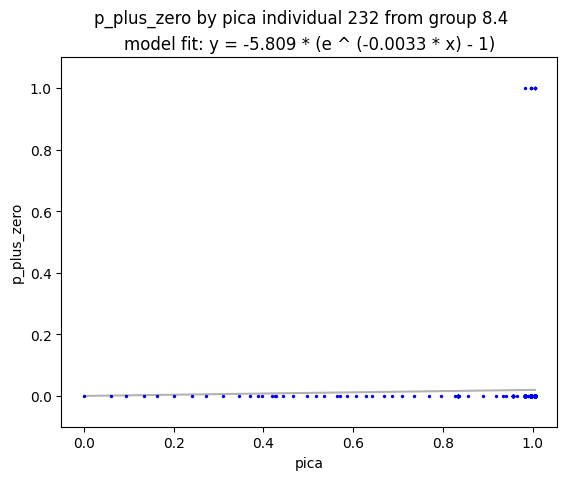 p_plus_zero by pica individual 232 from group 8.4
model fit: y = -5.809 * (e ^ (-0.0033 * x) - 1)
1.0
0.8
0.6
0.4
0.2
0.0
p_plus_zero
0.0 0.2 0.4 0.6 0.8 1.0
pica